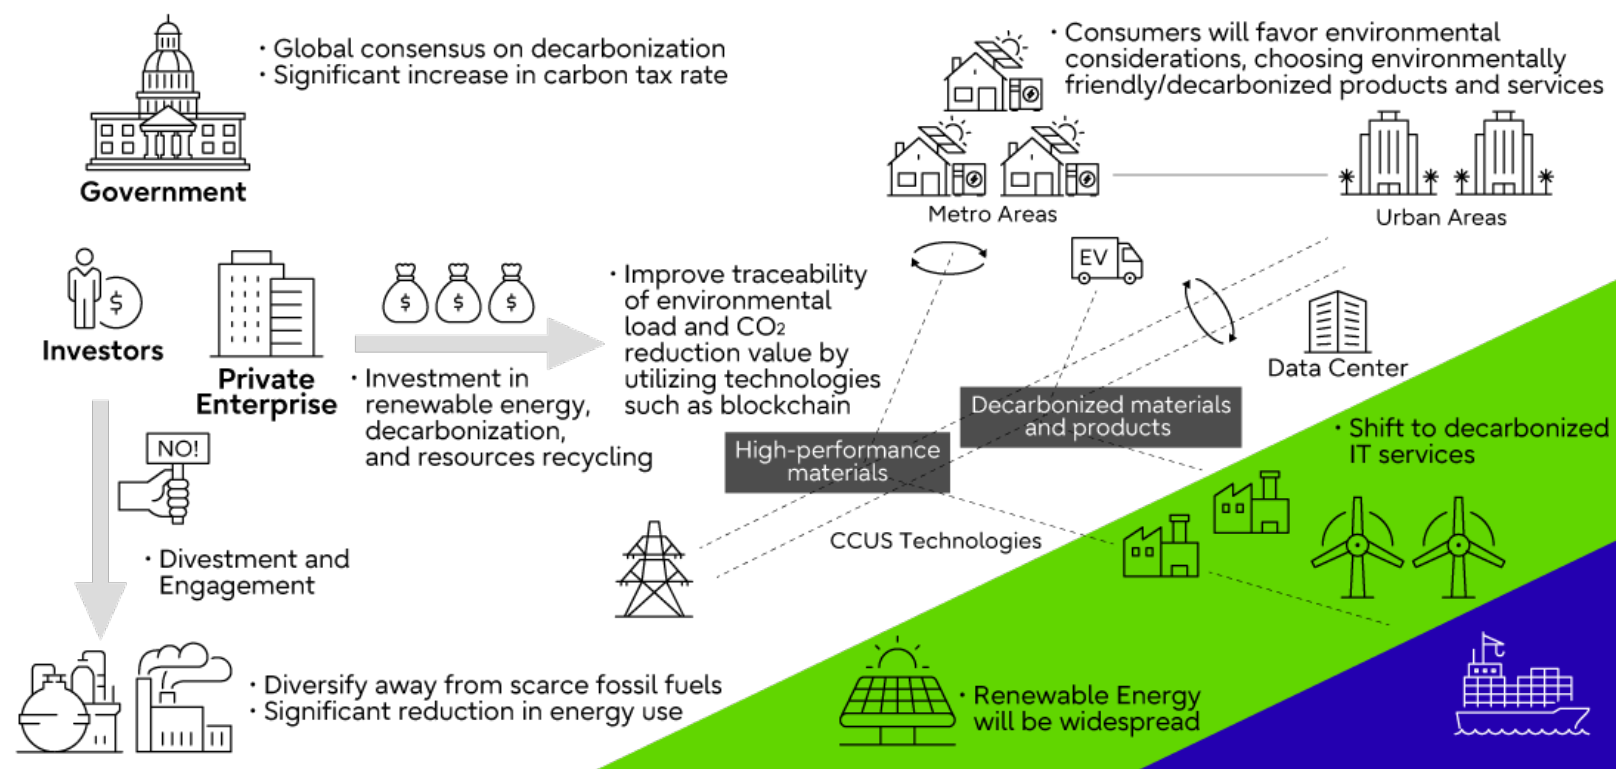 · Global consensus on decarbonization
· Significant increase in carbon tax rate
Government
· Consumers will favor environmental
considerations, choosing environmentally
friendly/decarbonized products and services
Metro Areas
Urban Areas
$
Investors
Private
Enterprise
$ $ $
· Investment in
renewable energy,
decarbonization,
and resources recycling
· Improve traceability
of environmental
load and CO₂
reduction value by
utilizing technologies
such as blockchain
EV
Data Center
Decarbonized materials
and products
High-performance
materials
· Shift to decarbonized
IT services
NO!
· Divestment and
Engagement
CCUS Technologies
· Diversify away from scarce fossil fuels
· Significant reduction in energy use
· Renewable Energy
will be widespread